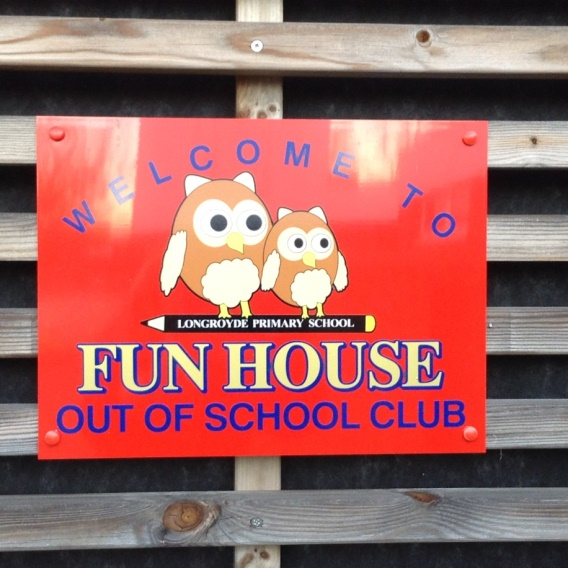 WELCOME TO
LONGROYDE PRIMARY SCHOOL
FUN HOUSE
OUT OF SCHOOL CLUB